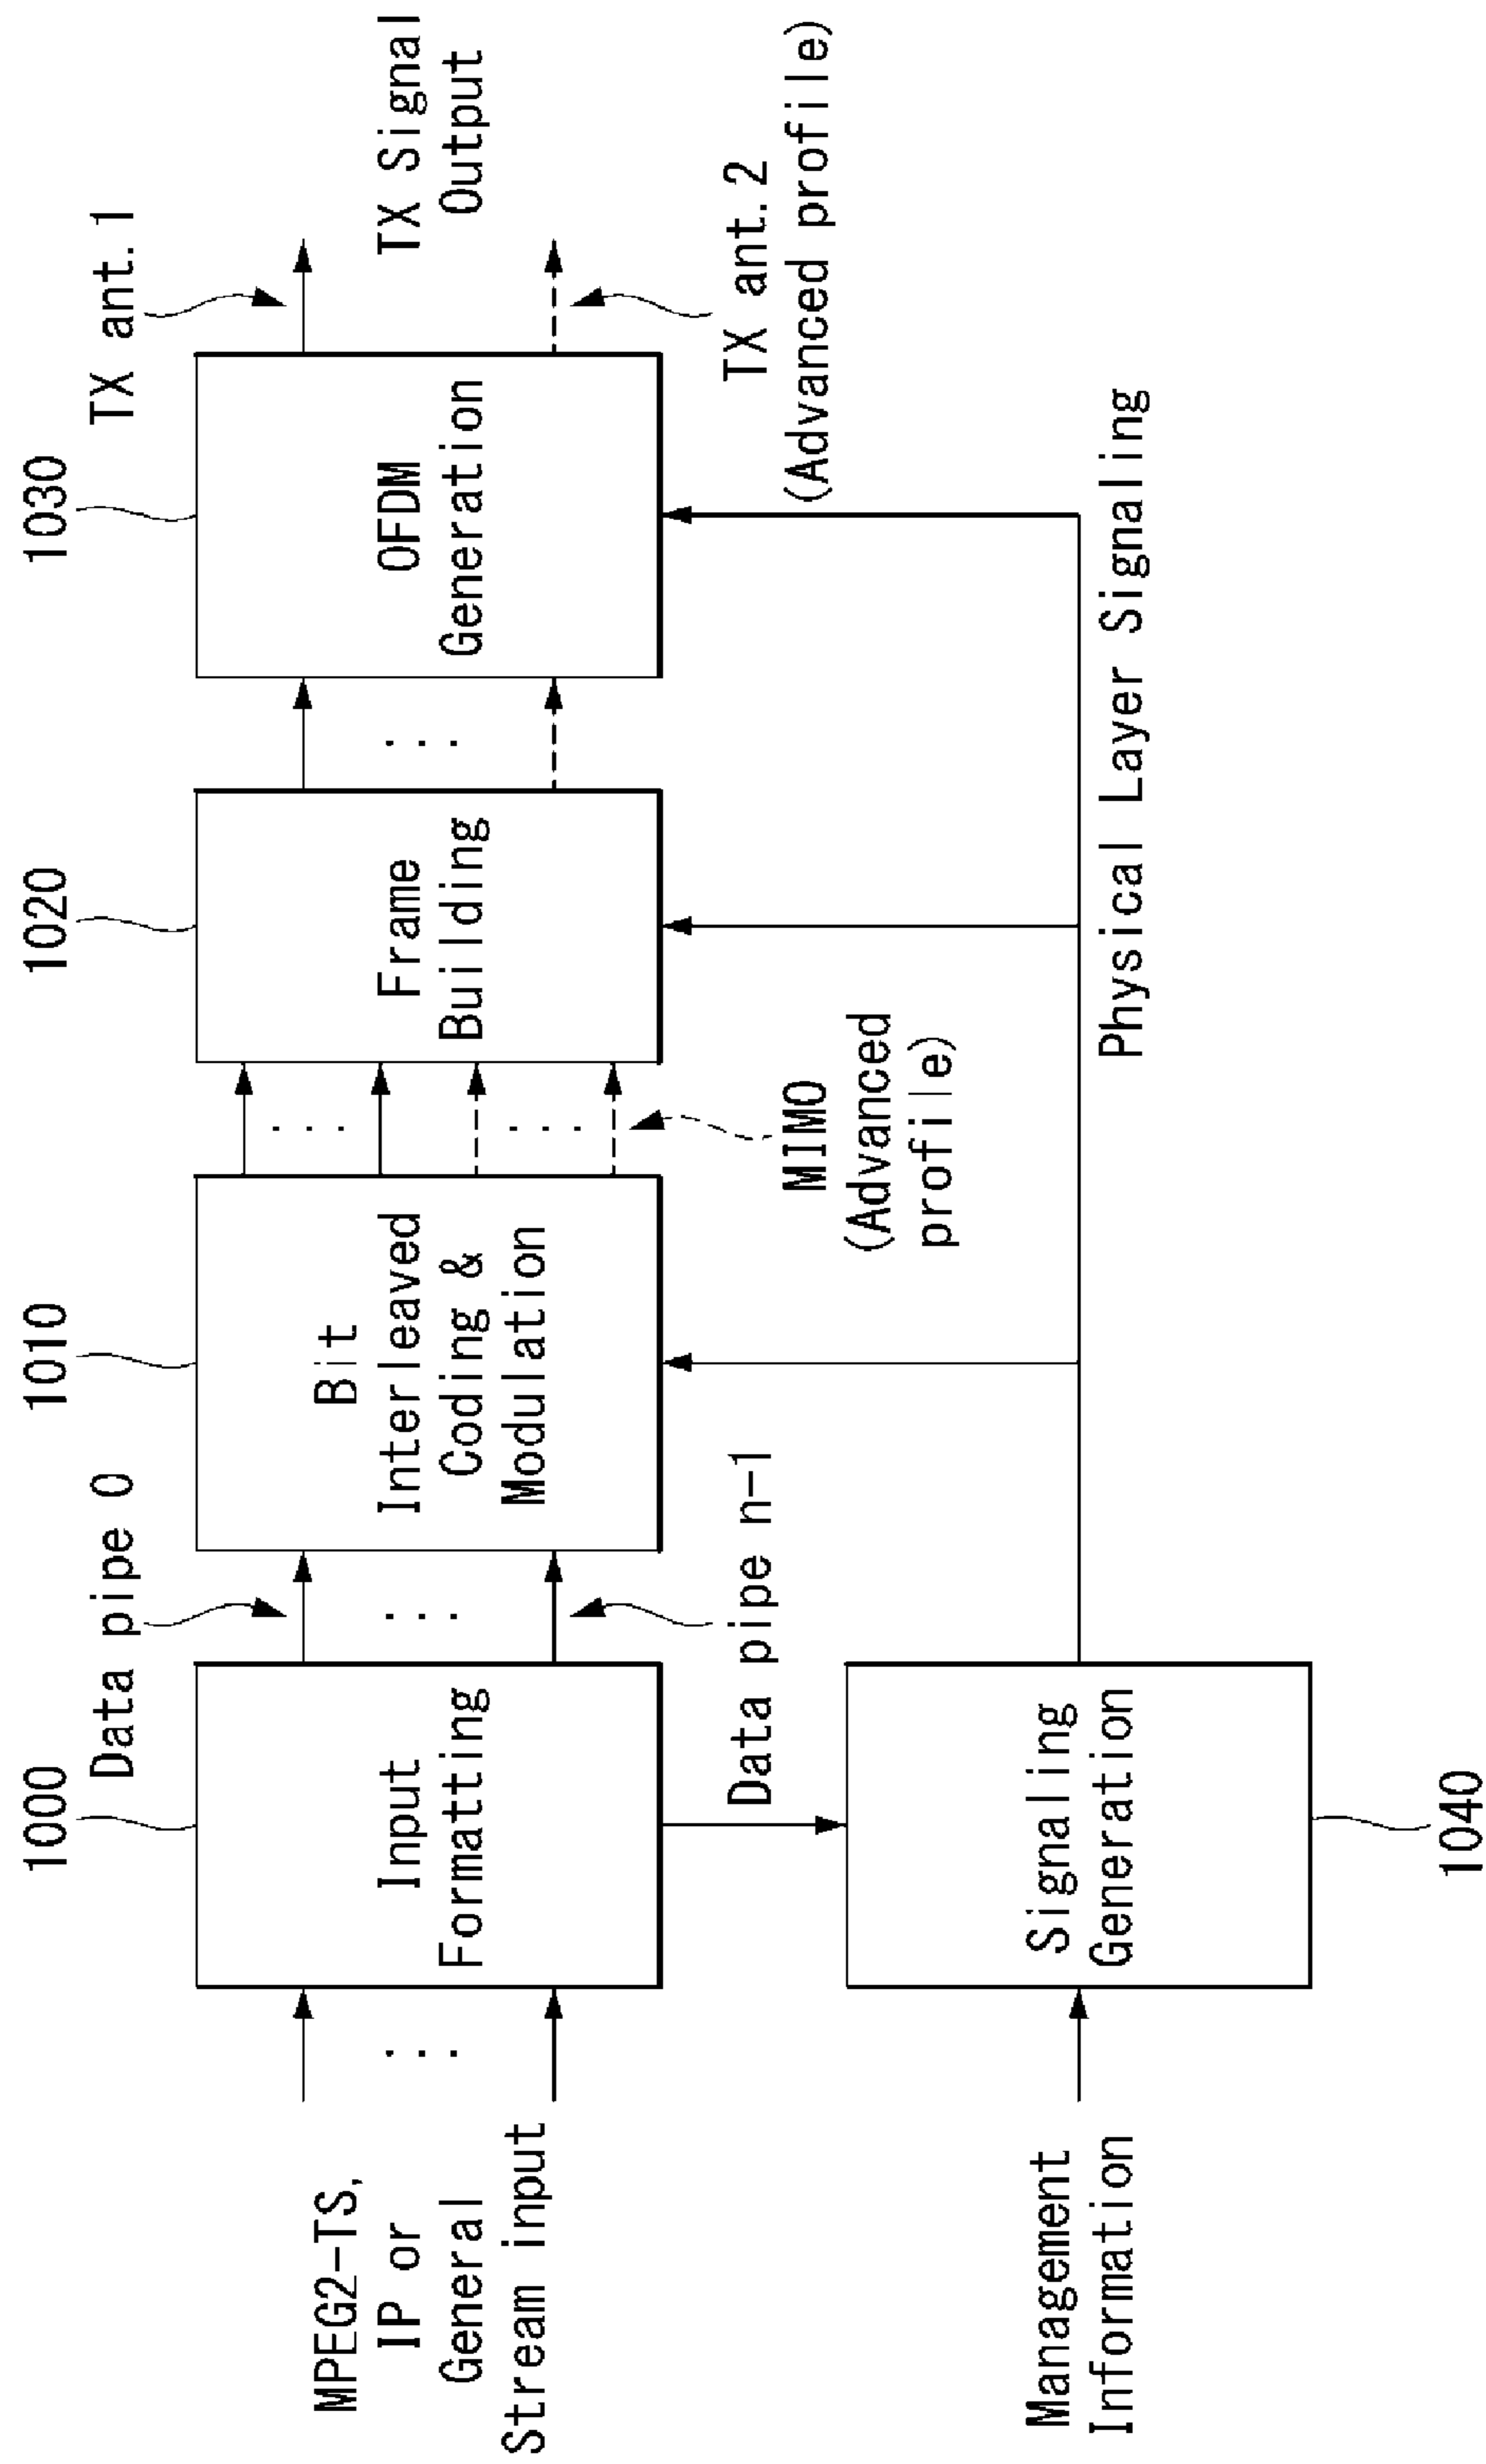 1000
1010
1020
1030
Data pipe 0
TX ant.1
MPEG2-TS,
IP or
General
Stream input
Input
Formatting
Bit
Interleaved
Coding &
Modulation
Frame
Building
OFDM
Generation
TX Signal
Output
Data pipe n-1
MIMO
(Advanced
profile)
TX ant.2
(Advanced profile)
Management
Information
Signaling
Generation
Physical Layer Signaling
1040